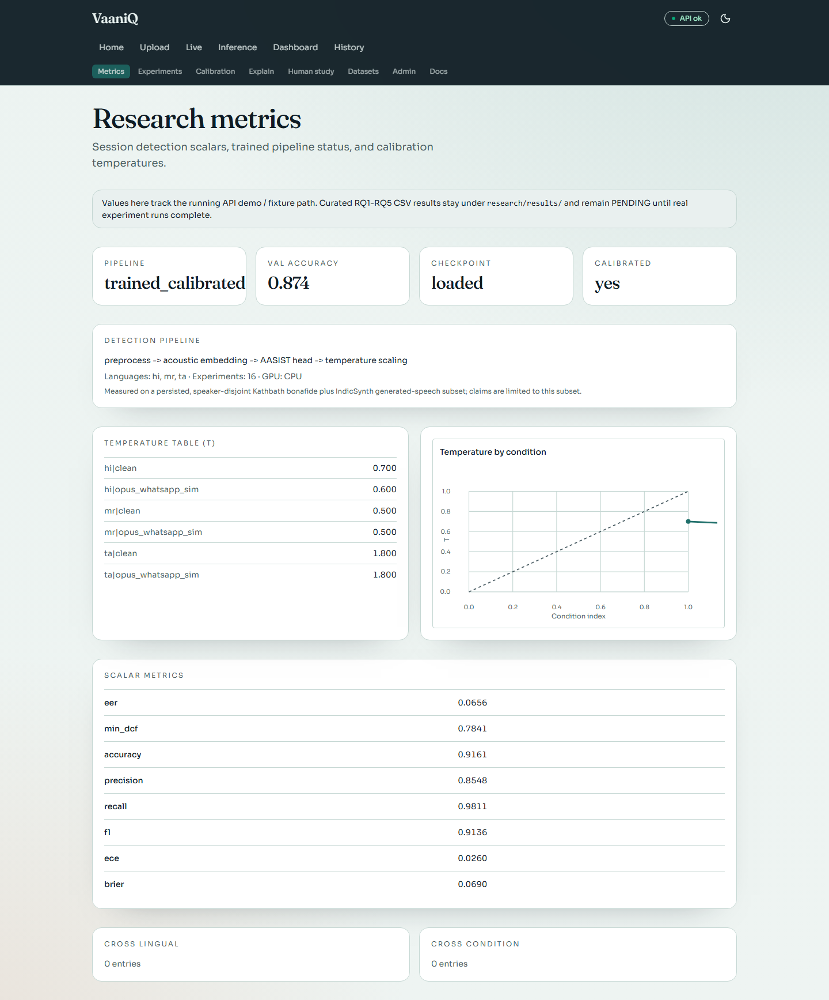 VaaniQ
API ok
Home Upload Live Inference Dashboard History
Metrics Experiments Calibration Explain Human study Datasets Admin Docs
Research metrics
Session detection scalars, trained pipeline status, and calibration
temperatures.
Values here track the running API demo / fixture path. Curated RQ1-RQ5 CSV results stay under research/results/ and remain PENDING until real
experiment runs complete.
PIPELINE
trained_calibrated
VAL ACCURACY
0.874
CHECKPOINT
loaded
CALIBRATED
yes
DETECTION PIPELINE
preprocess -> acoustic embedding -> AASIST head -> temperature scaling
Languages: hi, mr, ta · Experiments: 16 · GPU: CPU
Measured on a persisted, speaker-disjoint Kathbath bonafide plus IndicSynth generated-speech subset; claims are limited to this subset.
TEMPERATURE TABLE (T)
hi|clean 0.700
hi|opus_whatsapp_sim 0.600
mr|clean 0.500
mr|opus_whatsapp_sim 0.500
ta|clean 1.800
ta|opus_whatsapp_sim 1.800
Temperature by condition
1.0
0.8
0.6
T
0.4
0.2
0.0
0.0 0.2 0.4 0.6 0.8 1.0
Condition index
SCALAR METRICS
eer 0.0656
min_dcf 0.7841
accuracy 0.9161
precision 0.8548
recall 0.9811
f1 0.9136
ece 0.0260
brier 0.0690
CROSS LINGUAL
0 entries
CROSS CONDITION
0 entries